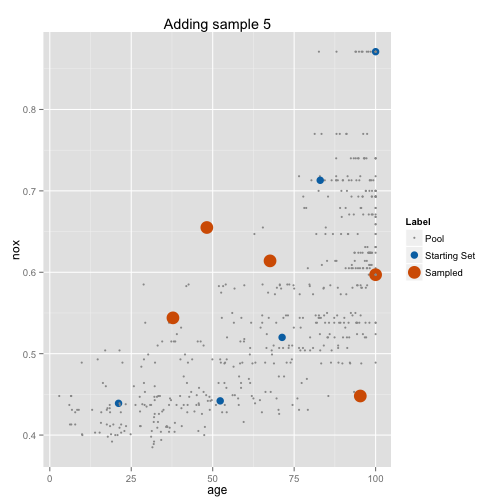 Adding sample 5
nox
0.8
0.7
0.6
0.5
0.4
0 25 50 75 100
age
Label
Pool
Starting Set
Sampled